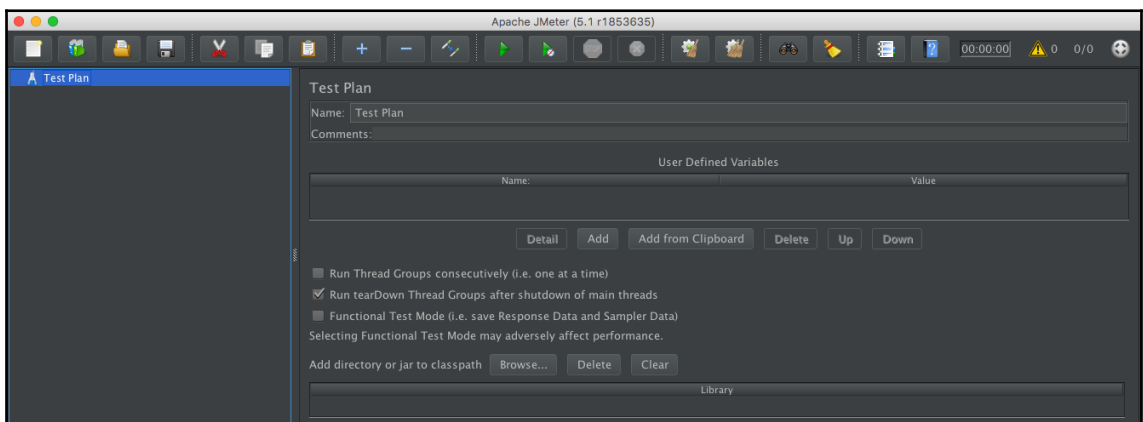 Apache JMeter (5.1 r1853635)
00:00:00 0 0/0
Test Plan
Test Plan
Name: Test Plan
Comments:
User Defined Variables
Name: Value
Detail Add Add from Clipboard Delete Up Down
Run Thread Groups consecutively (i.e. one at a time)
Run tearDown Thread Groups after shutdown of main threads
Functional Test Mode (i.e. save Response Data and Sampler Data)
Selecting Functional Test Mode may adversely affect performance.
Add directory or jar to classpath Browse... Delete Clear
Library